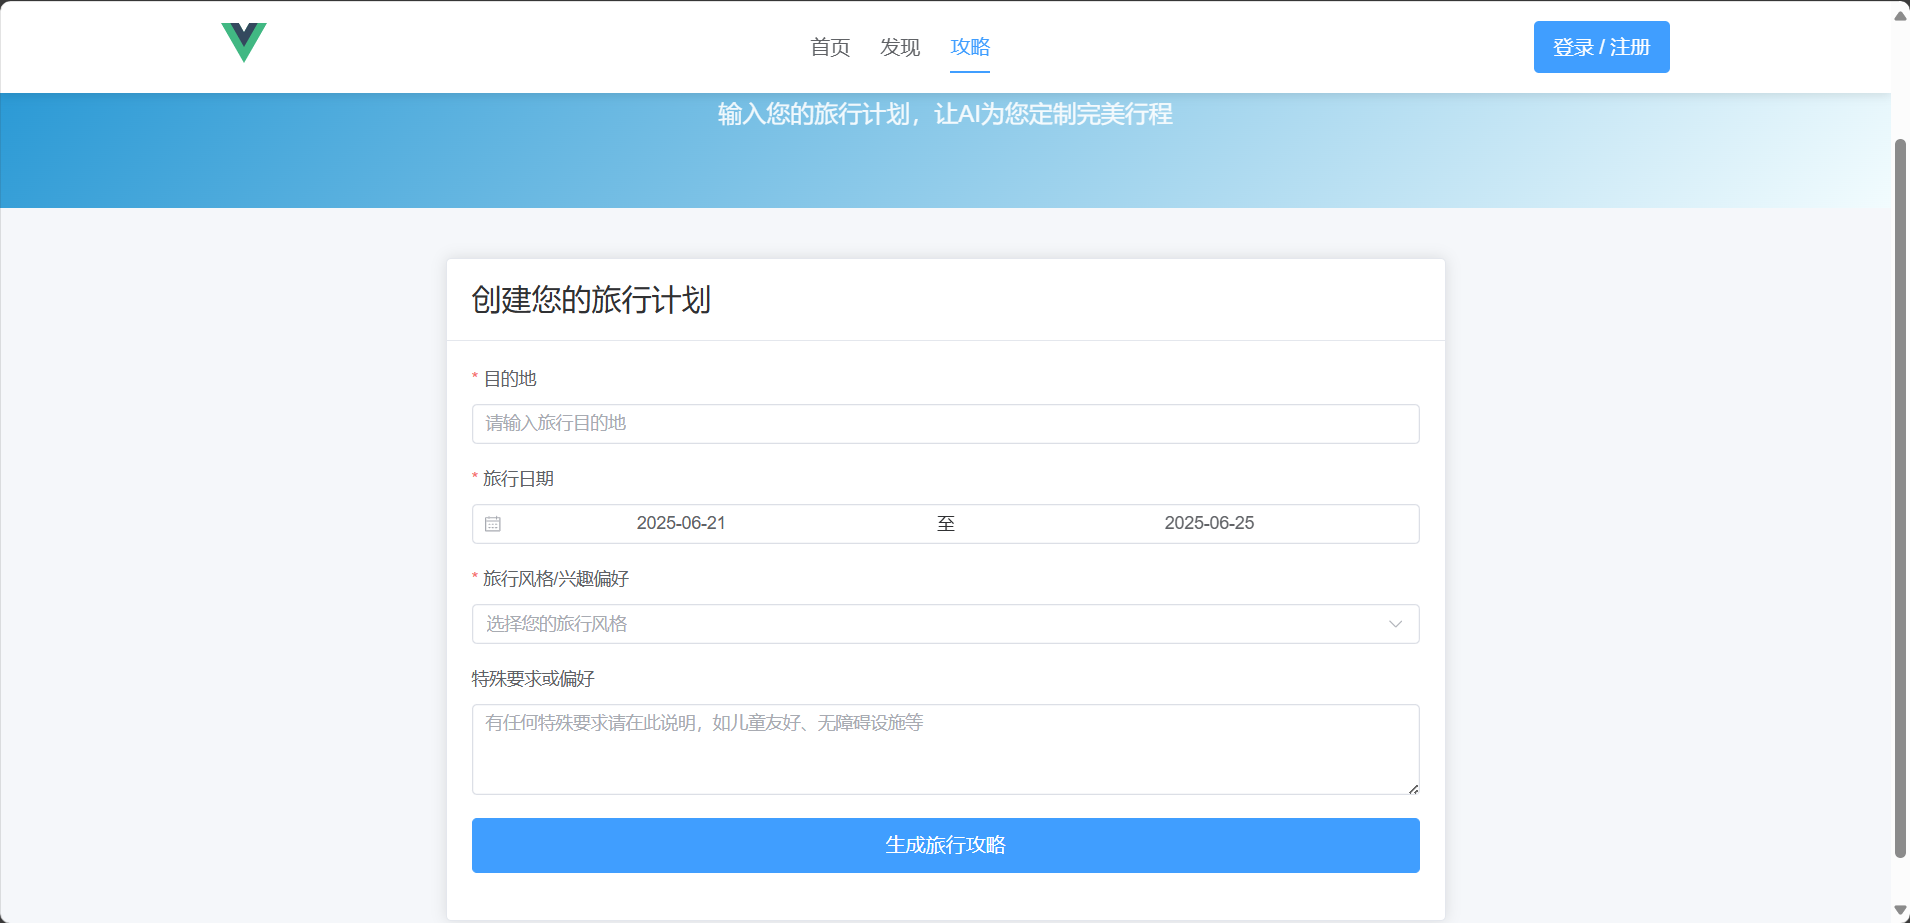 首页 发现 攻略 登录 / 注册
输入您的旅行计划，让AI为您定制完美行程
创建您的旅行计划
* 目的地
请输入旅行目的地
* 旅行日期
2025-06-21 至 2025-06-25
* 旅行风格/兴趣偏好
选择您的旅行风格
特殊要求或偏好
有任何特殊要求请在此说明，如儿童友好、无障碍设施等
生成旅行攻略